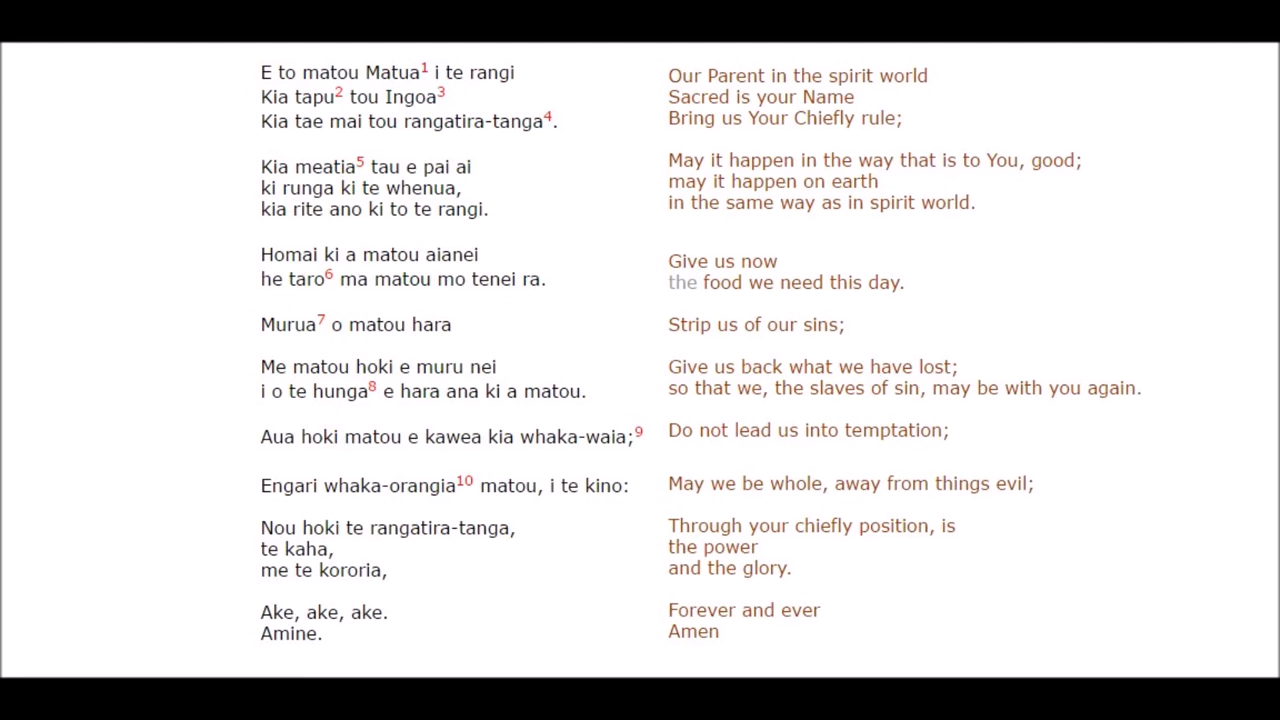 E to matou Matua¹ i te rangi
Kia tapu² tou Ingoa³
Kia tae mai tou rangatira-tanga⁴.
Kia meatia⁵ tau e pai ai
ki runga ki te whenua,
kia rite ano ki to te rangi.
Homai ki a matou aianei
he taro⁶ ma matou mo tenei ra.
Murua⁷ o matou hara
Me matou hoki e muru nei
i o te hunga⁸ e hara ana ki a matou.
Aua hoki matou e kawea kia whaka-waia;⁹
Engari whaka-orangia¹⁰ matou, i te kino:
Nou hoki te rangatira-tanga,
te kaha,
me te kororia,
Ake, ake, ake.
Amine.
Our Parent in the spirit world
Sacred is your Name
Bring us Your Chiefly rule;
May it happen in the way that is to You, good;
may it happen on earth
in the same way as in spirit world.
Give us now
the food we need this day.
Strip us of our sins;
Give us back what we have lost;
so that we, the slaves of sin, may be with you again.
Do not lead us into temptation;
May we be whole, away from things evil;
Through your chiefly position, is
the power
and the glory.
Forever and ever
Amen